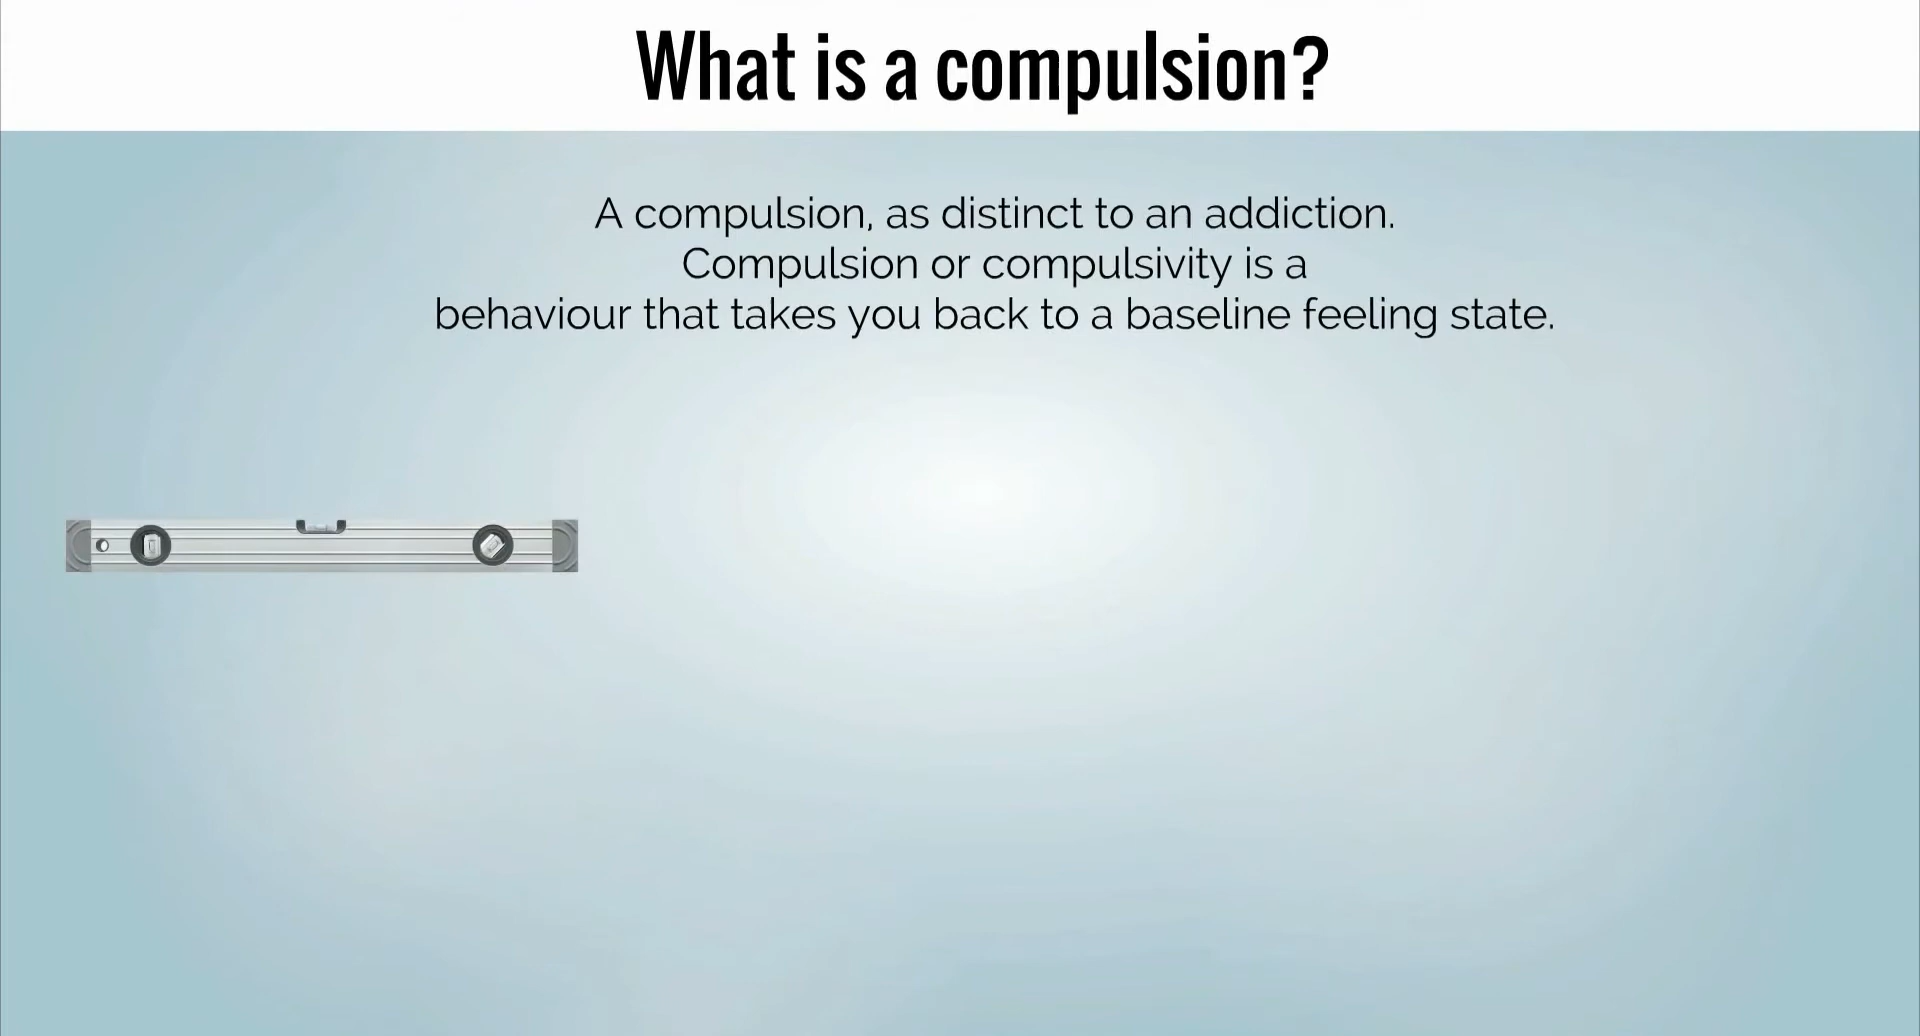 What is a compulsion?
A compulsion, as distinct to an addiction.
Compulsion or compulsivity is a
behaviour that takes you back to a baseline feeling state.